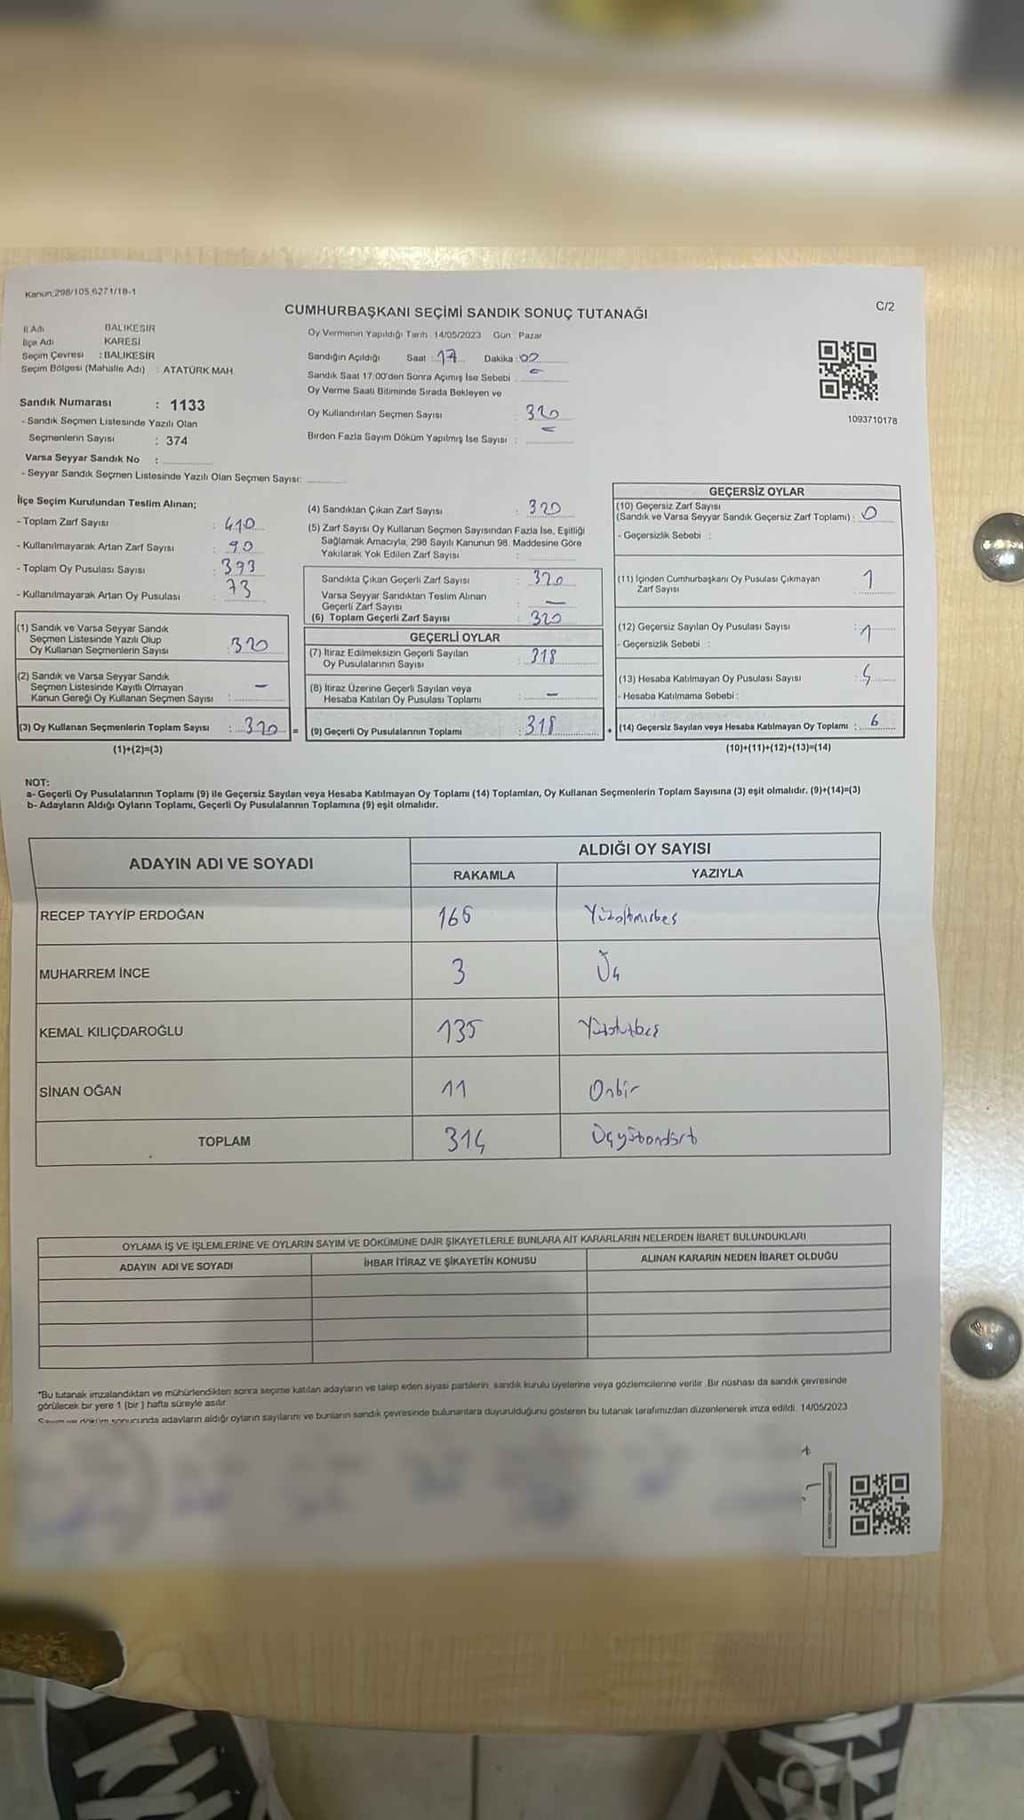 Kanun:298/105,6271/18-1
C/2
CUMHURBAŞKANI SEÇİMİ SANDIK SONUÇ TUTANAĞI
İl Adı BALIKESİR
İlçe Adı KARESİ
Seçim Çevresi : BALIKESİR
Seçim Bölgesi (Mahalle Adı) : ATATÜRK MAH.
Sandık Numarası : 1133
- Sandık Seçmen Listesinde Yazılı Olan
Seçmenlerin Sayısı : 374
Varsa Seyyar Sandık No :
- Seyyar Sandık Seçmen Listesinde Yazılı Olan Seçmen Sayısı:
Oy Vermenin Yapıldığı Tarih : 14/05/2023 Gün : Pazar
Sandığın Açıldığı Saat : 17 Dakika : 00
Sandık Saat 17:00'den Sonra Açımış İse Sebebi :
Oy Verme Saati Bitiminde Sırada Bekleyen ve
Oy Kullandırılan Seçmen Sayısı : 320
Birden Fazla Sayım Döküm Yapılmış İse Sayısı :
1093710178
İlçe Seçim Kurulundan Teslim Alınan;
- Toplam Zarf Sayısı : 410
- Kullanılmayarak Artan Zarf Sayısı : 90
- Toplam Oy Pusulası Sayısı : 393
- Kullanılmayarak Artan Oy Pusulası : 73
(1) Sandık ve Varsa Seyyar Sandık
Seçmen Listesinde Yazılı Olup
Oy Kullanan Seçmenlerin Sayısı : 320
(2) Sandık ve Varsa Seyyar Sandık
Seçmen Listesinde Kayıtlı Olmayan
Kanun Gereği Oy Kullanan Seçmen Sayısı : -
(3) Oy Kullanan Seçmenlerin Toplam Sayısı : 320 =
(1)+(2)=(3)
(4) Sandıktan Çıkan Zarf Sayısı : 320
(5) Zarf Sayısı Oy Kullanan Seçmen Sayısından Fazla İse, Eşitliği
Sağlamak Amacıyla, 298 Sayılı Kanunun 98. Maddesine Göre
Yakılarak Yok Edilen Zarf Sayısı :
Sandıkta Çıkan Geçerli Zarf Sayısı : 320
Varsa Seyyar Sandıktan Teslim Alınan
Geçerli Zarf Sayısı : -
(6) Toplam Geçerli Zarf Sayısı : 320
GEÇERLİ OYLAR
(7) İtiraz Edilmeksizin Geçerli Sayılan
Oy Pusulalarının Sayısı : 318
(8) İtiraz Üzerine Geçerli Sayılan veya
Hesaba Katılan Oy Pusulası Toplamı : -
(9) Geçerli Oy Pusulalarının Toplamı : 318 +
GEÇERSİZ OYLAR
(10) Geçersiz Zarf Sayısı
(Sandık ve Varsa Seyyar Sandık Geçersiz Zarf Toplamı) : 0
- Geçersizlik Sebebi :
(11) İçinden Cumhurbaşkanı Oy Pusulası Çıkmayan
Zarf Sayısı : 1
(12) Geçersiz Sayılan Oy Pusulası Sayısı : 1
- Geçersizlik Sebebi :
(13) Hesaba Katılmayan Oy Pusulası Sayısı :
- Hesaba Katılmama Sebebi :
(14) Geçersiz Sayılan veya Hesaba Katılmayan Oy Toplamı : 6
(10)+(11)+(12)+(13)=(14)
NOT:
a- Geçerli Oy Pusulalarının Toplamı (9) ile Geçersiz Sayılan veya Hesaba Katılmayan Oy Toplamı (14) Toplamları, Oy Kullanan Seçmenlerin Toplam Sayısına (3) eşit olmalıdır. (9)+(14)=(3)
b- Adayların Aldığı Oyların Toplamı, Geçerli Oy Pusulalarının Toplamına (9) eşit olmalıdır.
ADAYIN ADI VE SOYADI
ALDIĞI OY SAYISI
RAKAMLA YAZIYLA
RECEP TAYYİP ERDOĞAN 165 Yüzaltmışbeş
MUHARREM İNCE 3 Üç
KEMAL KILIÇDAROĞLU 135 Yüzotuzbeş
SİNAN OĞAN 11 Onbir
TOPLAM 314 Üçyüzondört
OYLAMA İŞ VE İŞLEMLERİNE VE OYLARIN SAYIM VE DÖKÜMÜNE DAİR ŞİKAYETLERLE BUNLARA AİT KARARLARIN NELERDEN İBARET BULUNDUKLARI
ADAYIN ADI VE SOYADI İHBAR İTİRAZ VE ŞİKAYETİN KONUSU ALINAN KARARIN NEDEN İBARET OLDUĞU
*Bu tutanak imzalandıktan ve mühürlendikten sonra seçime katılan adayların ve talep eden siyasi partilerin, sandık kurulu üyelerine veya gözlemcilerine verilir. Bir nüshası da sandık çevresinde
görülecek bir yere 1 (bir) hafta süreyle asılır.
Sayım ve döküm sonucunda adayların aldığı oyların sayılarını ve bunların sandık çevresinde bulunanlara duyurulduğunu gösteren bu tutanak tarafımızdan düzenlenerek imza edildi. 14/05/2023